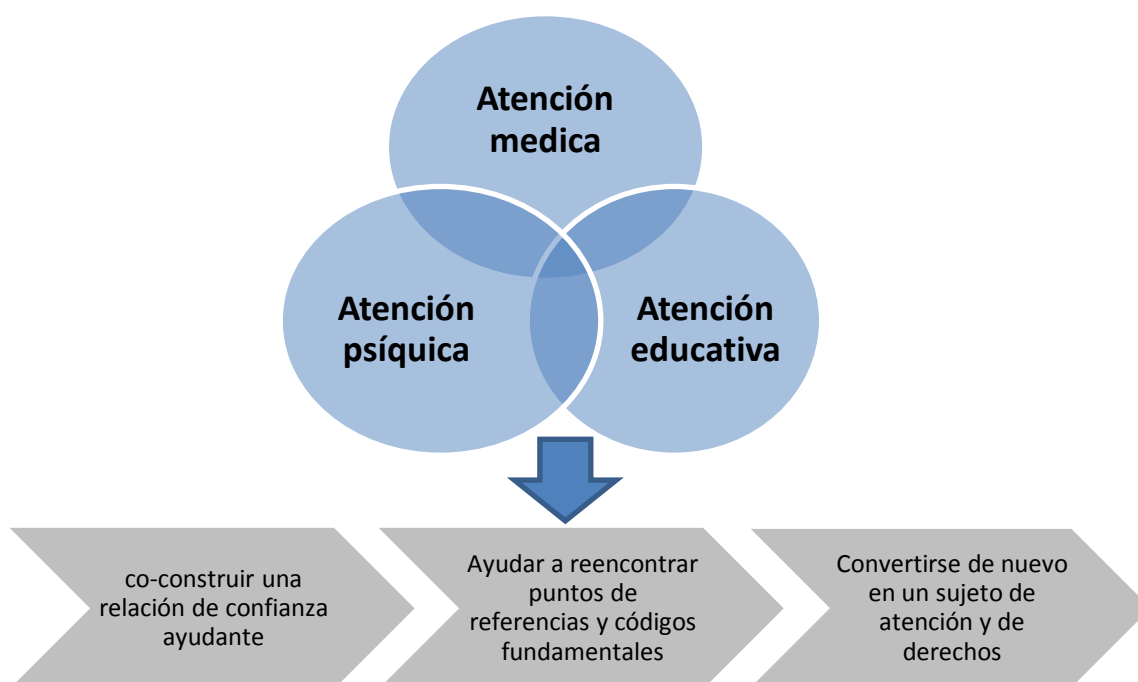 Atención
medica
Atención
psíquica
Atención
educativa
co-construir una
relación de confianza
ayudante
Ayudar a reencontrar
puntos de
referencias y códigos
fundamentales
Convertirse de nuevo
en un sujeto de
atención y de
derechos